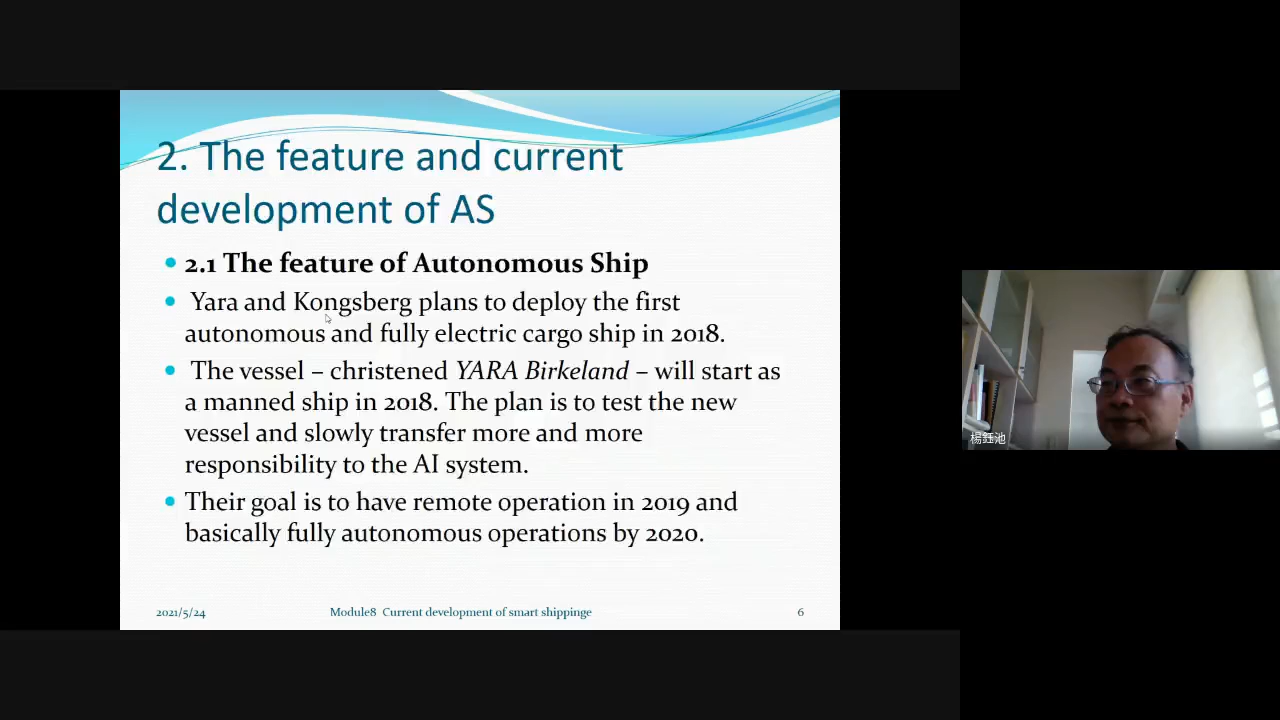 2. The feature and current
development of AS
2.1 The feature of Autonomous Ship
Yara and Kongsberg plans to deploy the first
autonomous and fully electric cargo ship in 2018.
The vessel – christened YARA Birkeland – will start as
a manned ship in 2018. The plan is to test the new
vessel and slowly transfer more and more
responsibility to the AI system.
Their goal is to have remote operation in 2019 and
basically fully autonomous operations by 2020.
2021/5/24
Module8 Current development of smart shippinge
6
楊鈺池